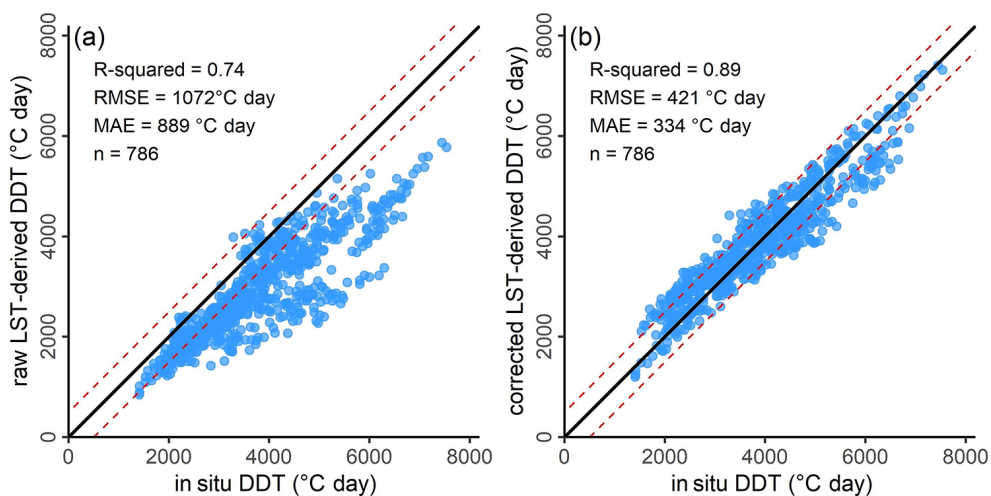 (a)
R-squared = 0.74
RMSE = 1072°C day
MAE = 889 °C day
n = 786
raw LST-derived DDT (°C day)
8000
6000
4000
2000
0
0 2000 4000 6000 8000
in situ DDT (°C day)
(b)
R-squared = 0.89
RMSE = 421 °C day
MAE = 334 °C day
n = 786
corrected LST-derived DDT (°C day)
8000
6000
4000
2000
0
0 2000 4000 6000 8000
in situ DDT (°C day)